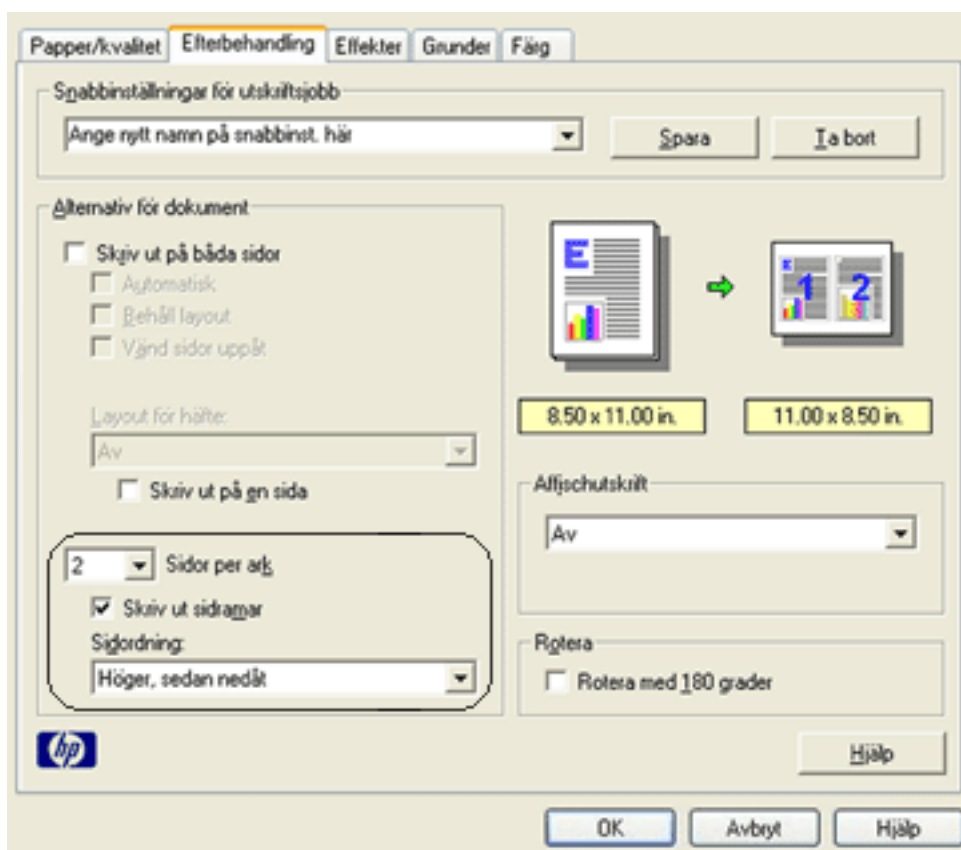 Papper/kvalitet Efterbehandling Effekter Grunder Färg
Snabbinställningar för utskriftsjobb
Ange nytt namn på snabbinst. här Spara Ta bort
Alternativ för dokument
Skriv ut på båda sidor
Automatisk
Behåll layout
Vänd sidor uppåt
Layout för häfte:
Av
Skriv ut på en sida
2 Sidor per ark
Skriv ut sidramar
Sidordning:
Höger, sedan nedåt
E
E 1 2
8.50 x 11.00 in. 11.00 x 8.50 in.
Affischutskrift
Av
Rotera
Rotera med 180 grader
hp
Hjälp
OK Avbryt Hjälp